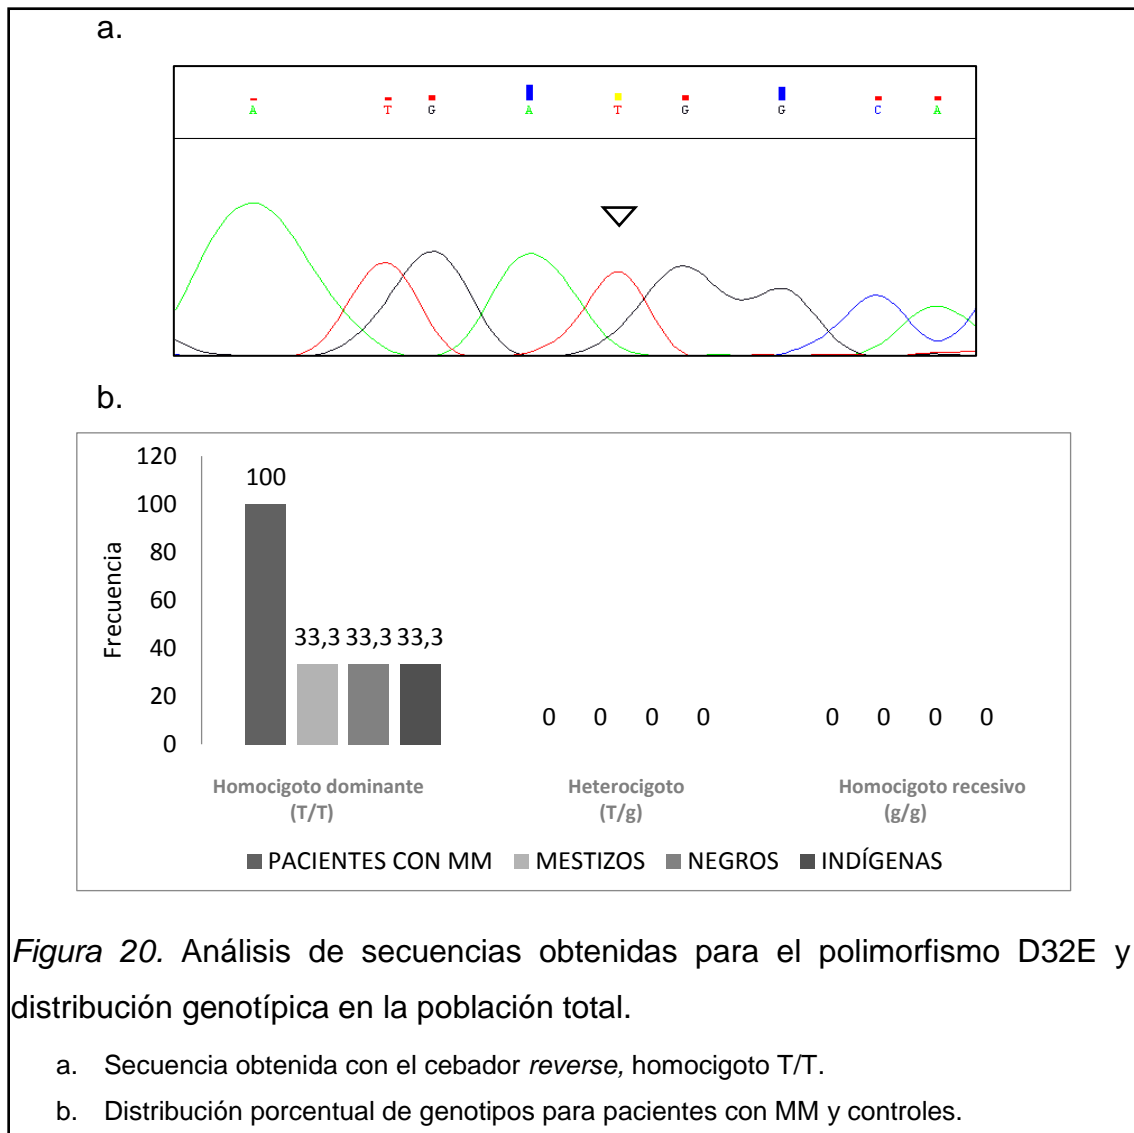 a.
A T G A T G G C A
b.
120
100
80
60
40
20
0
Frecuencia
100
33,3 33,3 33,3
0 0 0 0
0 0 0 0
Homocigoto dominante
(T/T)
Heterocigoto
(T/g)
Homocigoto recesivo
(g/g)
PACIENTES CON MM MESTIZOS NEGROS INDÍGENAS
Figura 20. Análisis de secuencias obtenidas para el polimorfismo D32E y
distribución genotípica en la población total.
a. Secuencia obtenida con el cebador reverse, homocigoto T/T.
b. Distribución porcentual de genotipos para pacientes con MM y controles.